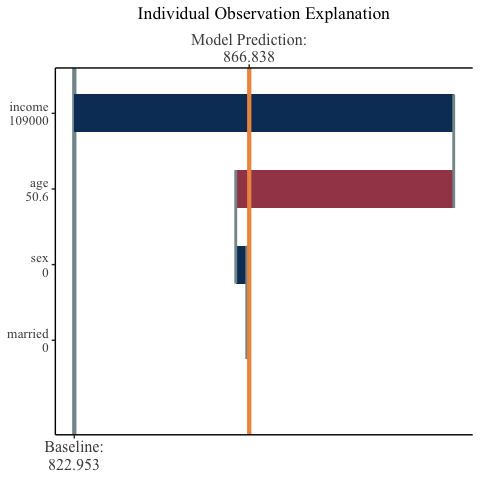 Individual Observation Explanation
Model Prediction:
866.838
income
109000
age
50.6
sex
0
married
0
Baseline:
822.953